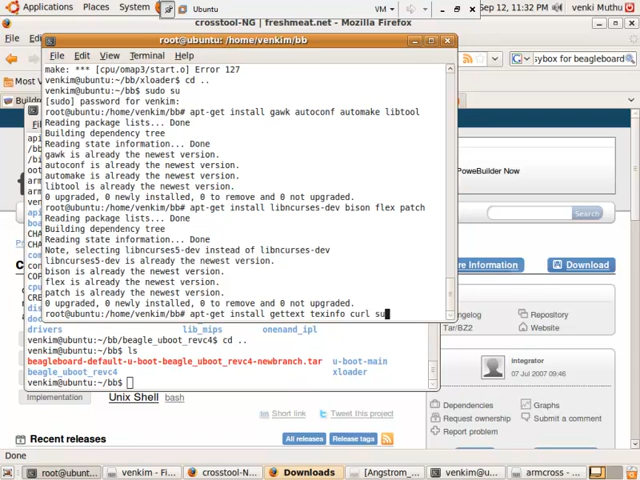 Ubuntu
VM
Applications Places System
Sep 12, 11:32 PM
venki Muthu
crosstool-NG | freshmeat.net - Mozilla Firefox
root@ubuntu: /home/venkim/bb
File Edit View Terminal Help
sybox for beagleboard
Most V
make: *** [cpu/omap3/start.o] Error 127
venkim@ubuntu:~/bb/xloader$ cd ..
venkim@ubuntu:~/bb$ sudo su
[sudo] password for venkim:
root@ubuntu:/home/venkim/bb# apt-get install gawk autoconf automake libtool
Reading package lists... Done
Building dependency tree
Reading state information... Done
gawk is already the newest version.
autoconf is already the newest version.
automake is already the newest version.
libtool is already the newest version.
0 upgraded, 0 newly installed, 0 to remove and 0 not upgraded.
root@ubuntu:/home/venkim/bb# apt-get install libncurses-dev bison flex patch
Reading package lists... Done
Building dependency tree
Reading state information... Done
Note, selecting libncurses5-dev instead of libncurses-dev
libncurses5-dev is already the newest version.
bison is already the newest version.
flex is already the newest version.
patch is already the newest version.
0 upgraded, 0 newly installed, 0 to remove and 0 not upgraded.
root@ubuntu:/home/venkim/bb# apt-get install gettext texinfo curl su
PoweBuilder Now
Search
e Information
Download
Repository
Tar/BZ2
Website
drivers lib_mips onenand_ipl
venkim@ubuntu:~/bb/beagle_uboot_revc4$ cd ..
venkim@ubuntu:~/bb$ ls
beagleboard-default-u-boot-beagle_uboot_revc4-newbranch.tar u-boot-main
beagle_uboot_revc4 xloader
venkim@ubuntu:~/bb$
integrator
07 Jul 2007 09:46
Implementation Unix Shell bash
Dependencies Graphs
Request ownership Submit a comment
Report problem
Short link Tweet this project
Recent releases
All releases Release tags
Done
root@ubunt...
venkim - Fi...
crosstool-N...
Downloads
[Angstrom_...
venkim@u...
armcross - ...